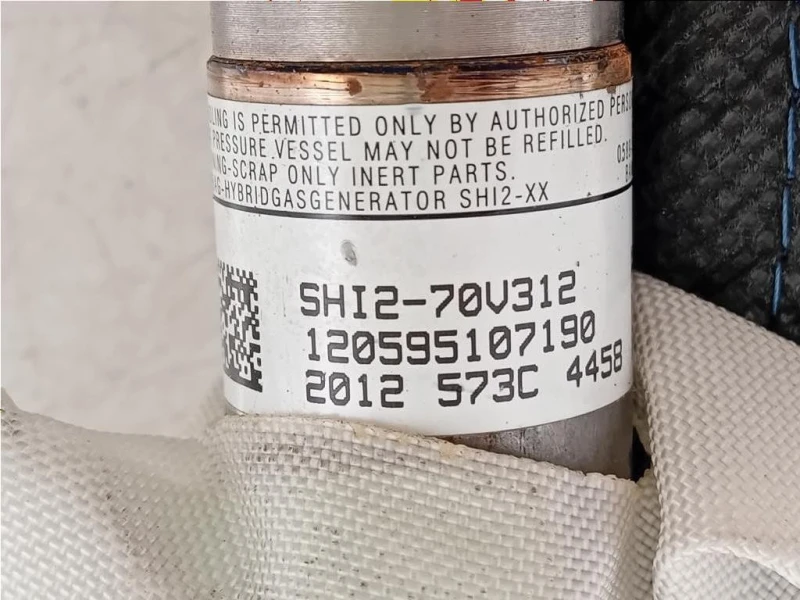 IS PERMITTED ONLY BY AUTHORIZED
PRESSURE VESSEL MAY NOT BE REFILLED.
-SCRAP ONLY INERT PARTS.
-HYBRIDGASGENERATOR SHI2-XX
SHI2-70V312
120595107190
2012 573C 4458